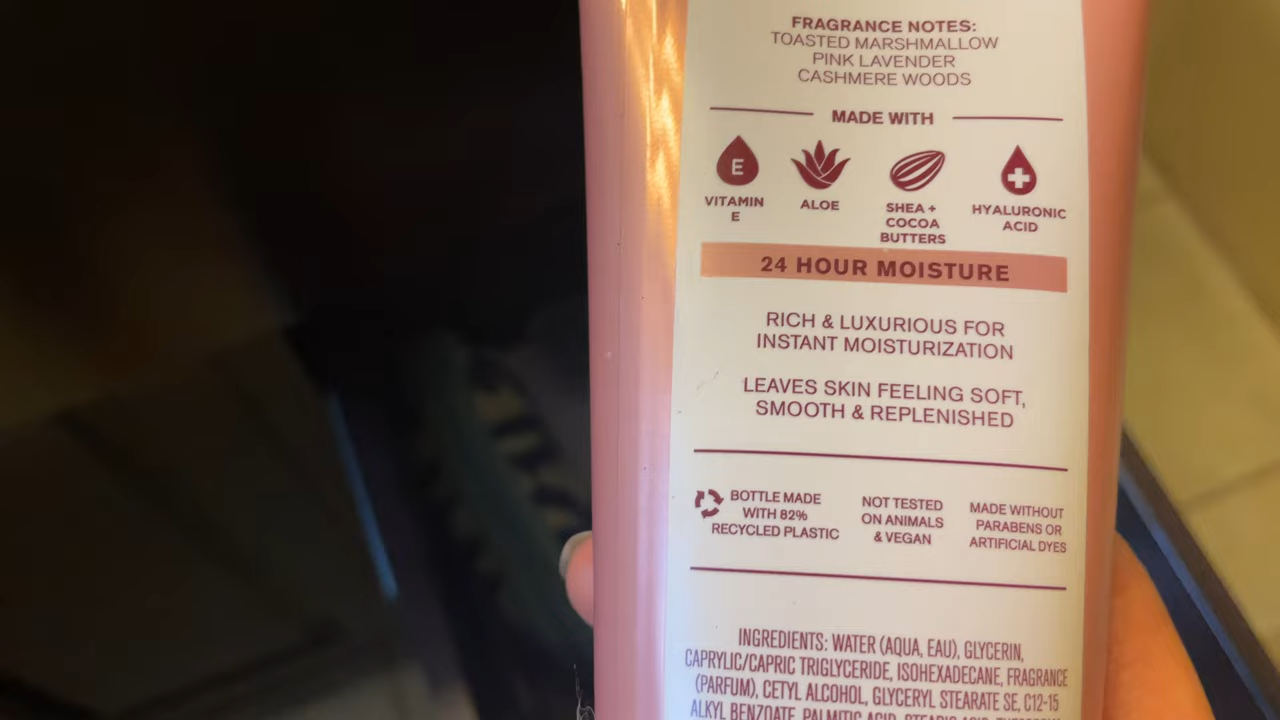 FRAGRANCE NOTES:
TOASTED MARSHMALLOW
PINK LAVENDER
CASHMERE WOODS
MADE WITH
E
VITAMIN
E
ALOE
SHEA +
COCOA
BUTTERS
HYALURONIC
ACID
24 HOUR MOISTURE
RICH & LUXURIOUS FOR
INSTANT MOISTURIZATION
LEAVES SKIN FEELING SOFT,
SMOOTH & REPLENISHED
BOTTLE MADE
WITH 82%
RECYCLED PLASTIC
NOT TESTED
ON ANIMALS
& VEGAN
MADE WITHOUT
PARABENS OR
ARTIFICIAL DYES
INGREDIENTS: WATER (AQUA, EAU), GLYCERIN,
CAPRYLIC/CAPRIC TRIGLYCERIDE, ISOHEXADECANE, FRAGRANCE
(PARFUM), CETYL ALCOHOL, GLYCERYL STEARATE SE, C12-15
ALKYL BENZOATE, PALMITIC ACID, STEARIC ACID,